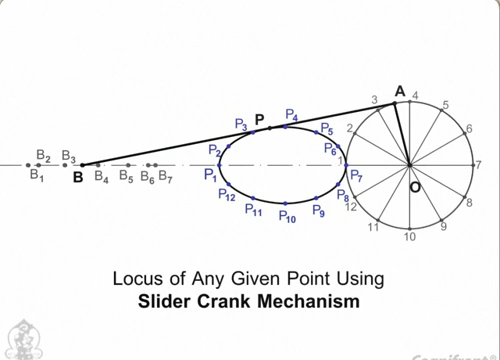 A
3 4 5
P P4
P3 P5
2 6
B2 P2 P6
B3 1 7
B1 B B4 B5 B6 B7 P1 P7
O
P12 P8 12 8
P11 P10 P9 11 10 9
Locus of Any Given Point Using
Slider Crank Mechanism